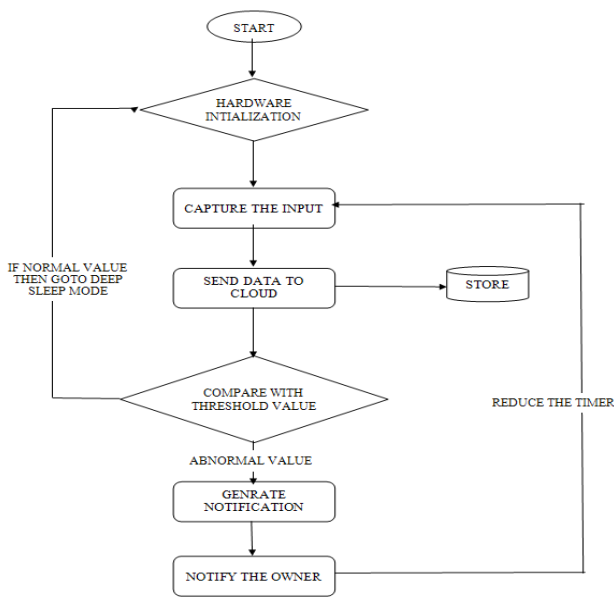 START
HARDWARE
INTIALIZATION
CAPTURE THE INPUT
IF NORMAL VALUE
THEN GOTO DEEP
SLEEP MODE
SEND DATA TO
CLOUD
STORE
COMPARE WITH
THRESHOLD VALUE
REDUCE THE TIMER
ABNORMAL VALUE
GENRATE
NOTIFICATION
NOTIFY THE OWNER